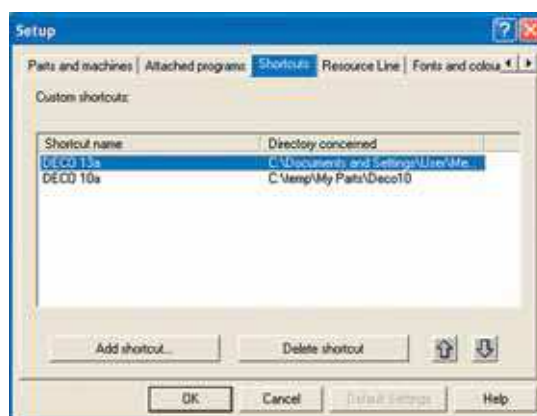 Setup
Parts and machines Attached programs Shortcuts Resource Line Fonts and colou
Custom shortcuts:
Shortcut name Directory concerned
DECO 13a C:\Documents and Settings\User\Me...
DECO 10a C:\temp\My Parts\Deco10
Add shortcut... Delete shortcut
OK Cancel Default Settings Help